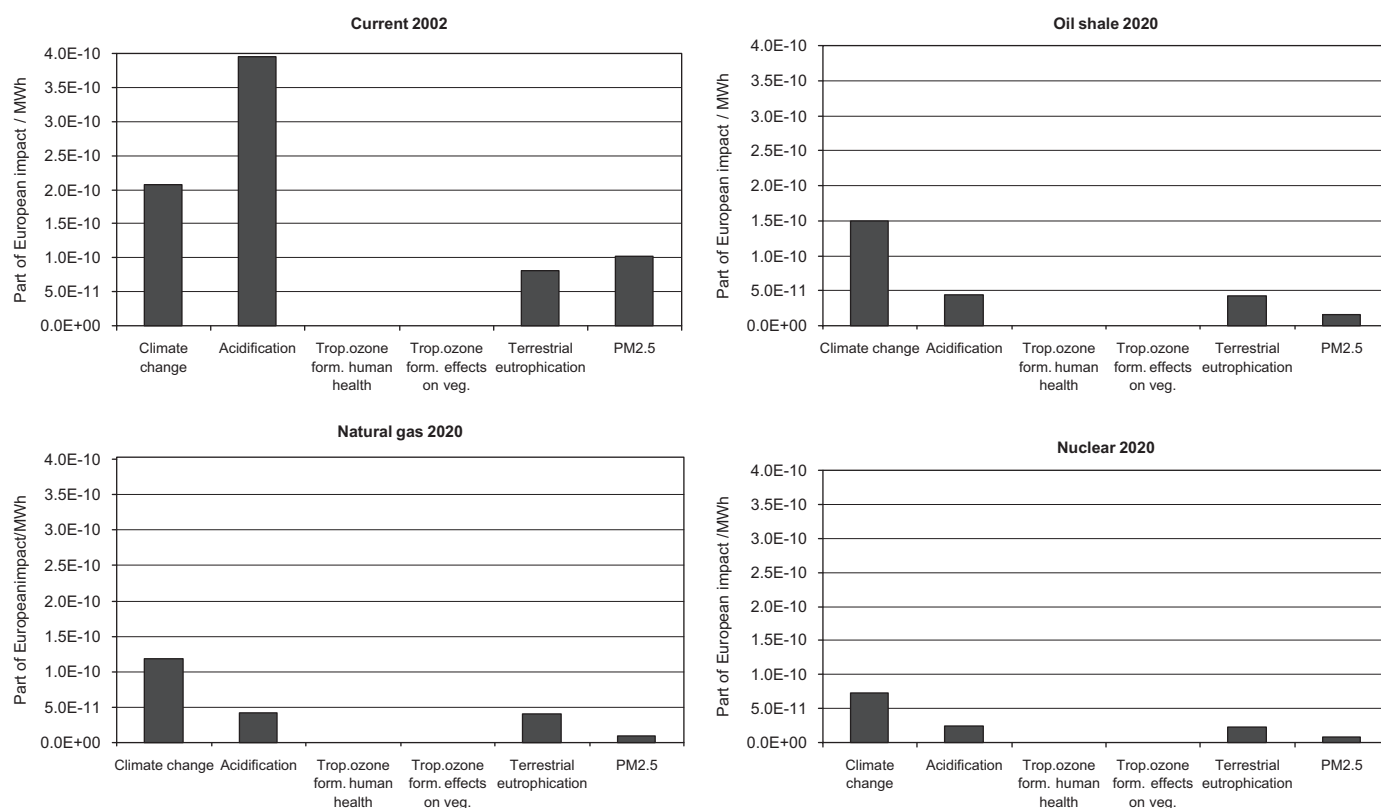 Current 2002
Part of European impact / MWh
4.0E-10
3.5E-10
3.0E-10
2.5E-10
2.0E-10
1.5E-10
1.0E-10
5.0E-11
0.0E+00
Climate
change
Acidification
Trop.ozone
form. human
health
Trop.ozone
form. effects
on veg.
Terrestrial
eutrophication
PM2.5
Oil shale 2020
Part of European impact / MWh
4.0E-10
3.5E-10
3.0E-10
2.5E-10
2.0E-10
1.5E-10
1.0E-10
5.0E-11
0.0E+00
Climate change
Acidification
Trop.ozone
form. human
health
Trop.ozone
form. effects
on veg.
Terrestrial
eutrophication
PM2.5
Natural gas 2020
Part of Europeanimpact/MWh
4.0E-10
3.5E-10
3.0E-10
2.5E-10
2.0E-10
1.5E-10
1.0E-10
5.0E-11
0.0E+00
Climate change
Acidification
Trop.ozone
form. human
health
Trop.ozone
form. effects
on veg.
Terrestrial
eutrophication
PM2.5
Nuclear 2020
Part of European impact /MWh
4.0E-10
3.5E-10
3.0E-10
2.5E-10
2.0E-10
1.5E-10
1.0E-10
5.0E-11
0.0E+00
Climate
change
Acidification
Trop.ozone
form. human
health
Trop.ozone
form. effects
on veg.
Terrestrial
eutrophication
PM2.5